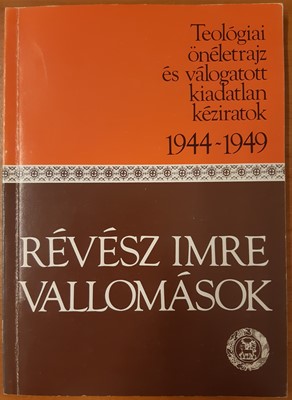 Teológiai
önéletrajz
és válogatott
kiadatlan
kéziratok
1944-1949
RÉVÉSZ IMRE
VALLOMÁSOK